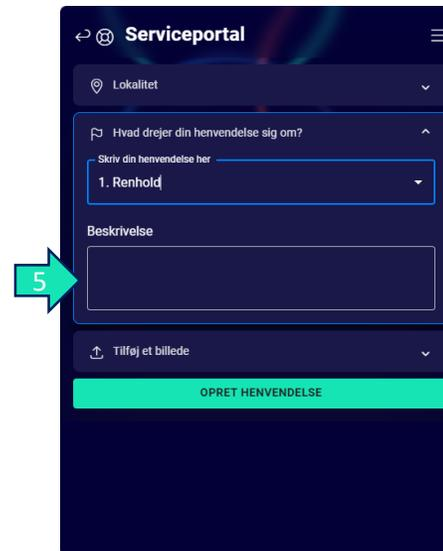 Serviceportal
Lokalitet
Hvad drejer din henvendelse sig om?
Skriv din henvendelse her
1. Renhold
Beskrivelse
5
Tilføj et billede
OPRET HENVENDELSE